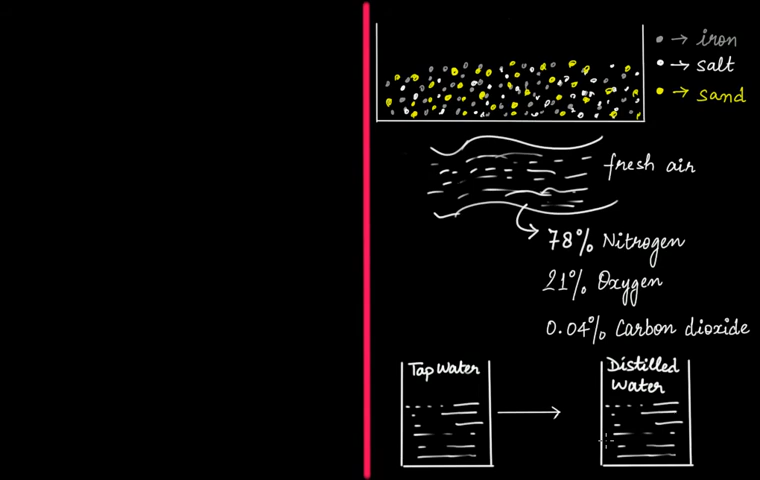 → iron
→ salt
→ sand
fresh air
78% Nitrogen
21% Oxygen
0.04% Carbon dioxide
Tap Water
Distilled
Water